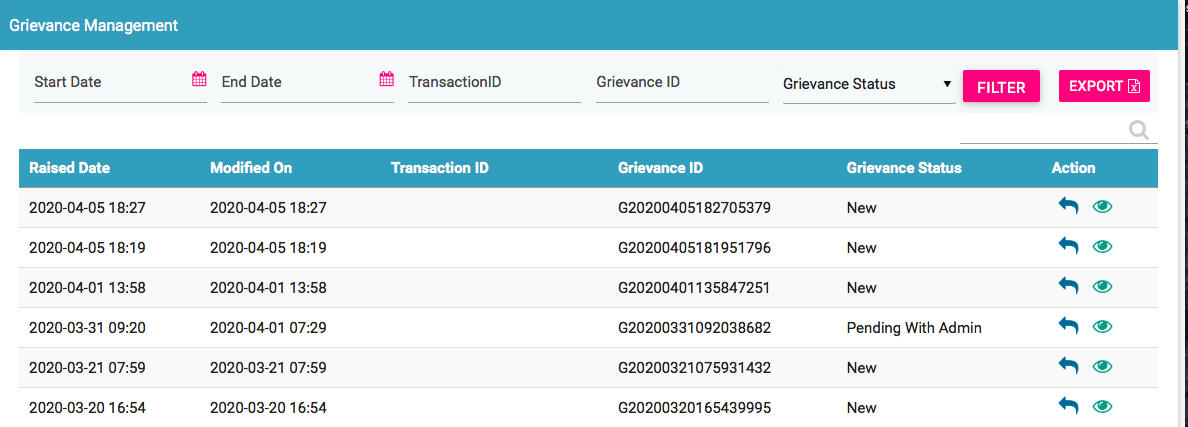 Grievance Management
Start Date End Date TransactionID Grievance ID Grievance Status FILTER EXPORT
Raised Date Modified On Transaction ID Grievance ID Grievance Status Action
2020-04-05 18:27 2020-04-05 18:27 G20200405182705379 New
2020-04-05 18:19 2020-04-05 18:19 G20200405181951796 New
2020-04-01 13:58 2020-04-01 13:58 G20200401135847251 New
2020-03-31 09:20 2020-04-01 07:29 G20200331092038682 Pending With Admin
2020-03-21 07:59 2020-03-21 07:59 G20200321075931432 New
2020-03-20 16:54 2020-03-20 16:54 G20200320165439995 New